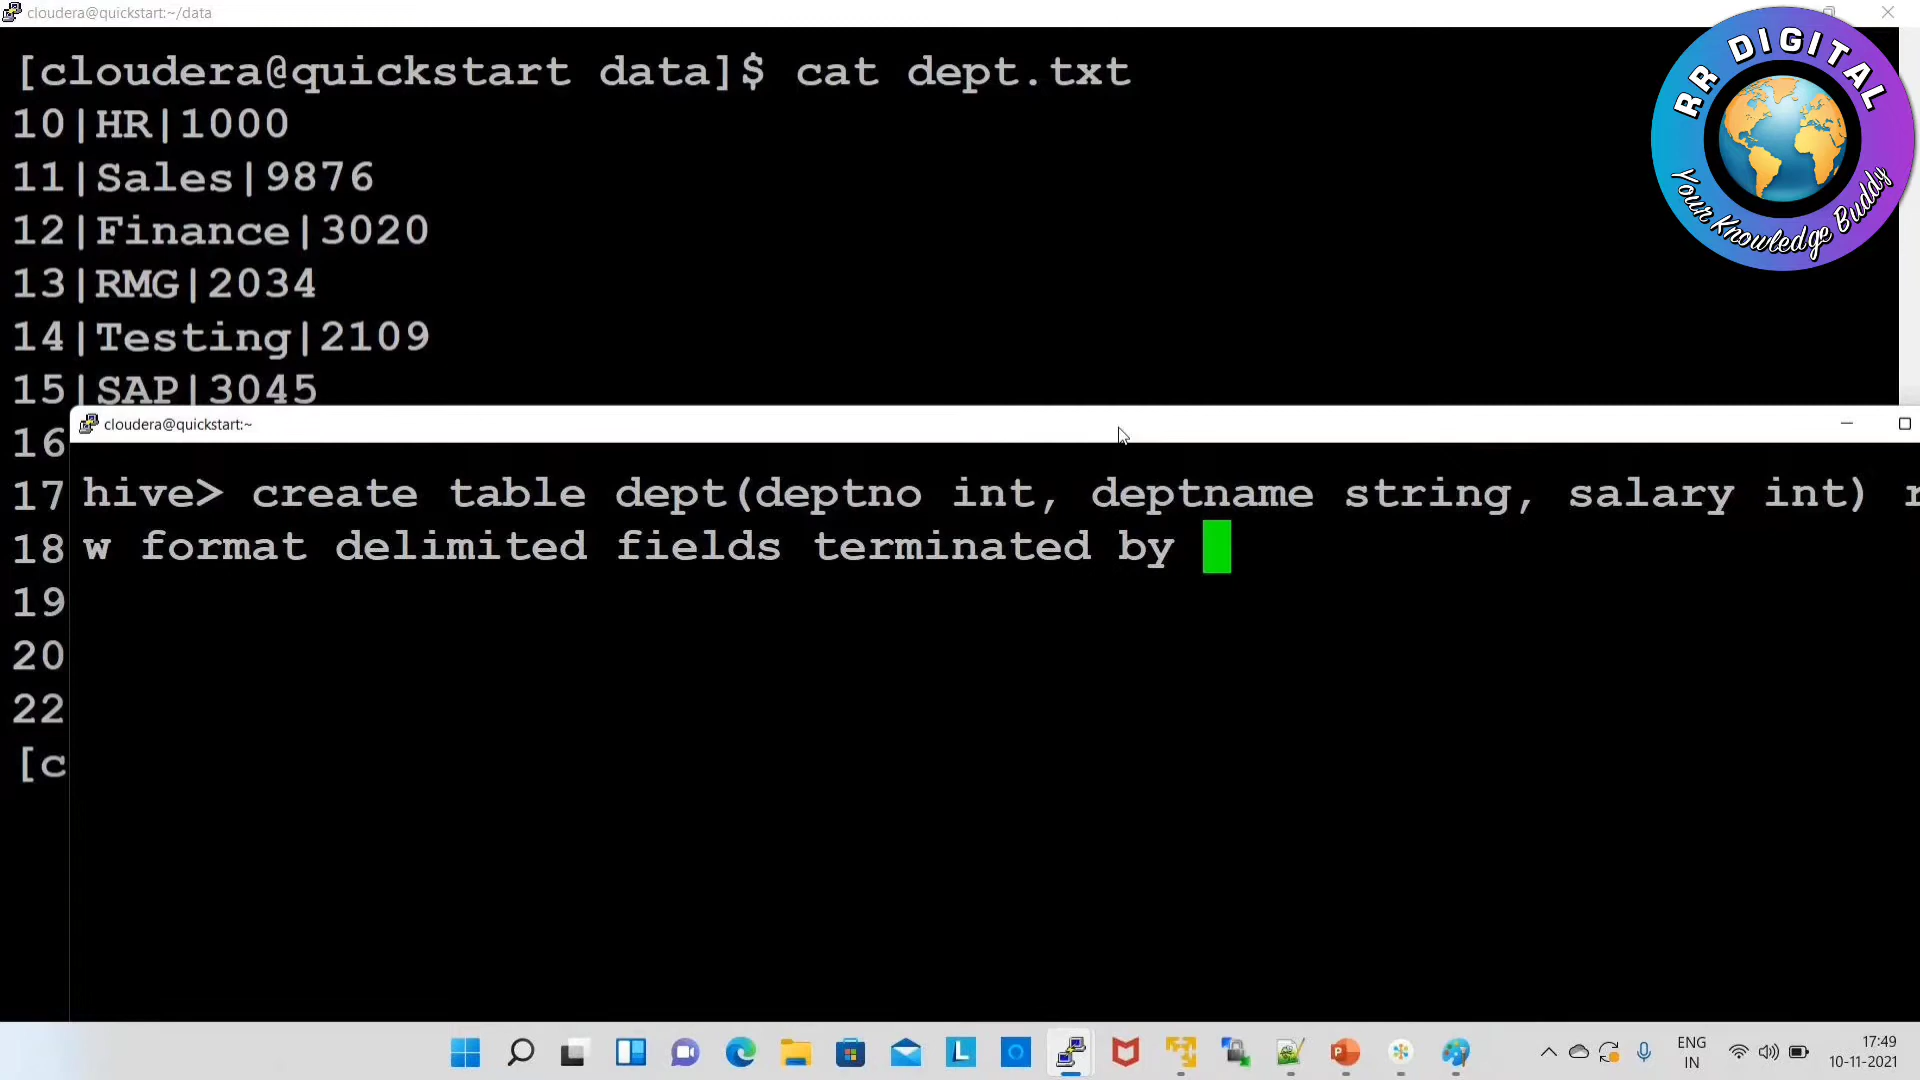 cloudera@quickstart:~/data
[cloudera@quickstart data]$ cat dept.txt
10|HR|1000
11|Sales|9876
12|Finance|3020
13|RMG|2034
14|Testing|2109
15|SAP|3045
16
17
18
19
20
22
[c
RR DIGITAL
Your Knowledge Buddy
cloudera@quickstart:~
hive> create table dept(deptno int, deptname string, salary int) r
w format delimited fields terminated by
L
ENG
IN
17:49
10-11-2021